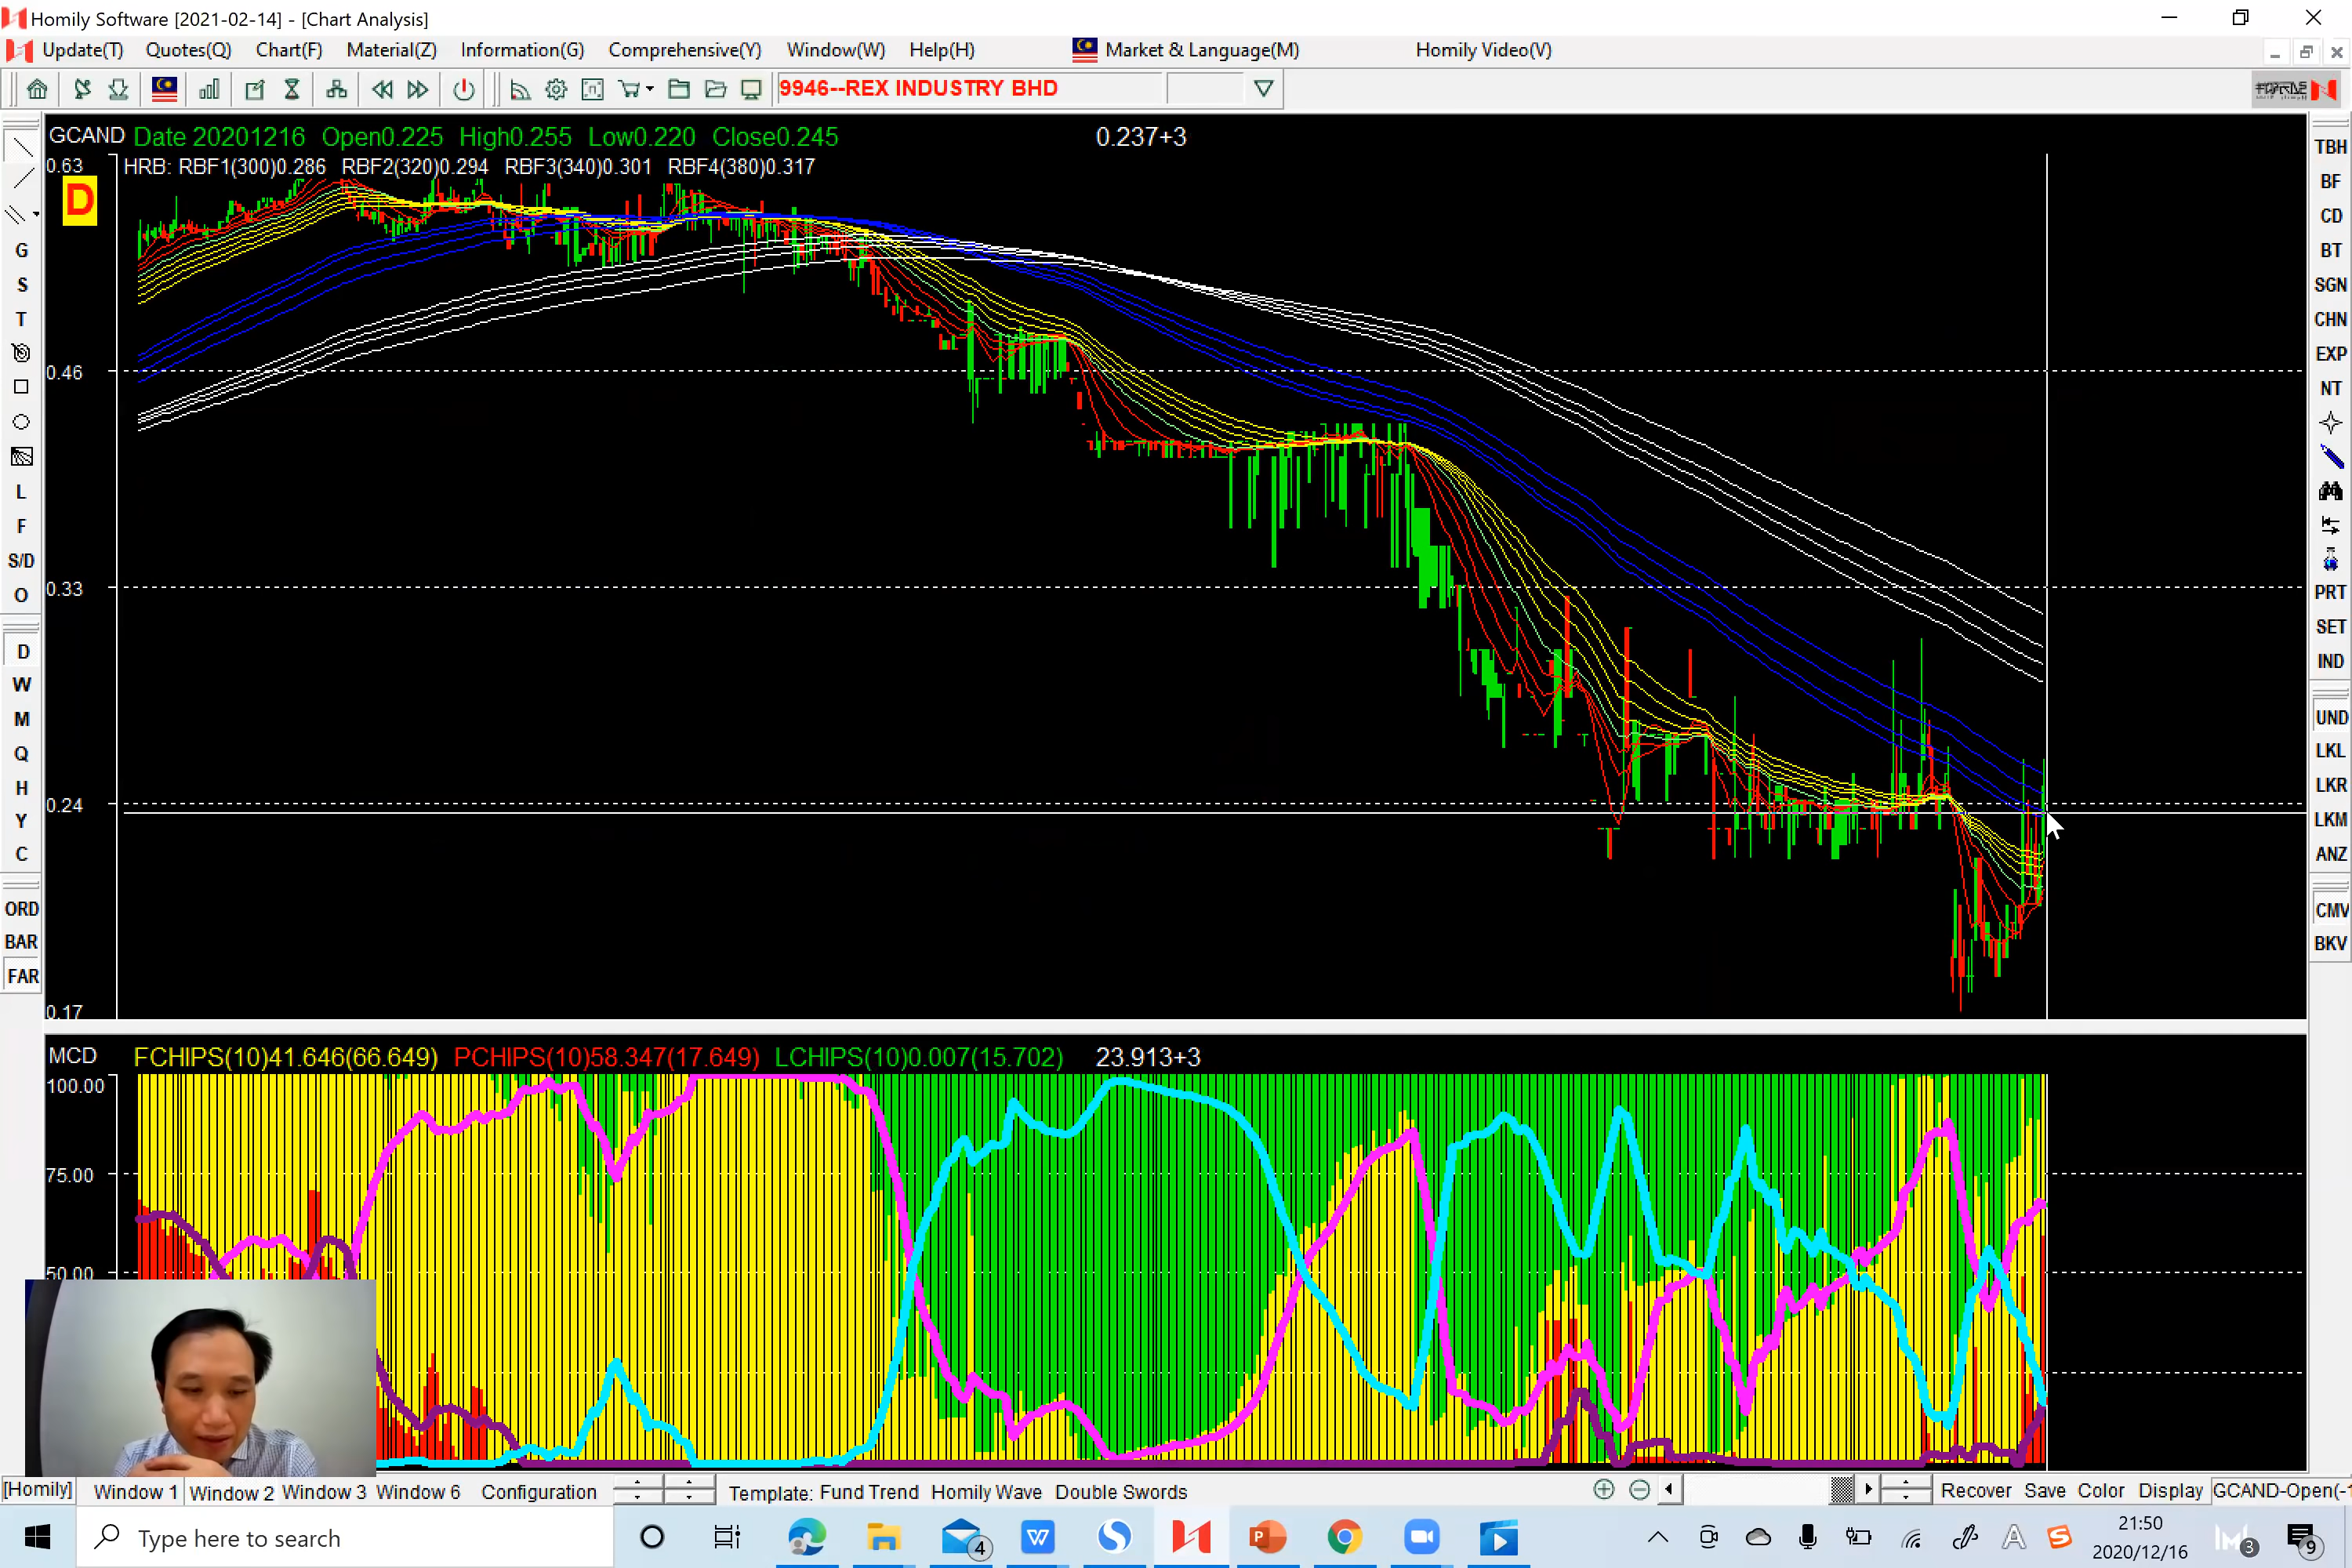 Homily Software [2021-02-14] - [Chart Analysis]
Update(T) Quotes(Q) Chart(F) Material(Z) Information(G) Comprehensive(Y) Window(W) Help(H) Market & Language(M) Homily Video(V)
9946--REX INDUSTRY BHD
GCAND Date 20201216 Open0.225 High0.255 Low0.220 Close0.245 0.237+3
HRB: RBF1(300)0.286 RBF2(320)0.294 RBF3(340)0.301 RBF4(380)0.317
0.63
D
0.46
0.33
0.24
0.17
G
S
T
L
F
S/D
O
D
W
M
Q
H
Y
C
ORD
BAR
FAR
TBH
BF
CD
BT
SGN
CHN
EXP
NT
PRT
SET
IND
UND
LKL
LKR
LKM
ANZ
CMV
BKV
MCD FCHIPS(10)41.646(66.649) PCHIPS(10)58.347(17.649) LCHIPS(10)0.007(15.702) 23.913+3
100.00
75.00
50.00
[Homily] Window 1 Window 2 Window 3 Window 6 Configuration Template: Fund Trend Homily Wave Double Swords Recover Save Color Display GCAND-Open(-1
Type here to search
4
W
P
S
A
S
21:50
2020/12/16
3
9